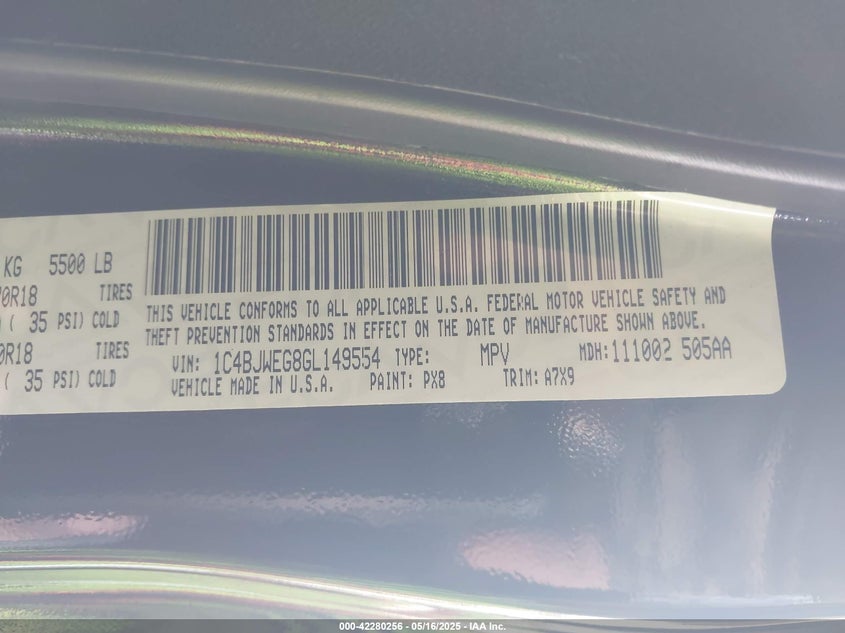 KG 5500 LB
0R18 TIRES
( 35 PSI) COLD
0R18 TIRES
( 35 PSI) COLD
THIS VEHICLE CONFORMS TO ALL APPLICABLE U.S.A. FEDERAL MOTOR VEHICLE SAFETY AND
THEFT PREVENTION STANDARDS IN EFFECT ON THE DATE OF MANUFACTURE SHOWN ABOVE.
VIN: 1C4BJWEG8GL149554 TYPE: MPV MDH:111002 505AA
VEHICLE MADE IN U.S.A. PAINT: PX8 TRIM: A7X9
000-42280256 - 05/16/2025 - IAA Inc.